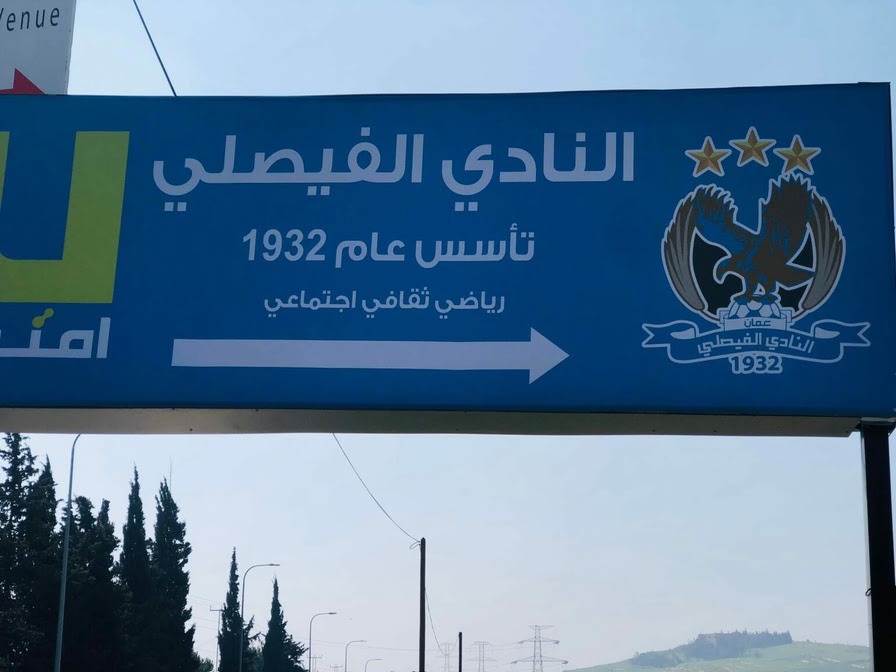 Venue
النادي الفيصلي
تأسس عام 1932
رياضي ثقافي اجتماعي
عمان
النادي الفيصلي
1932